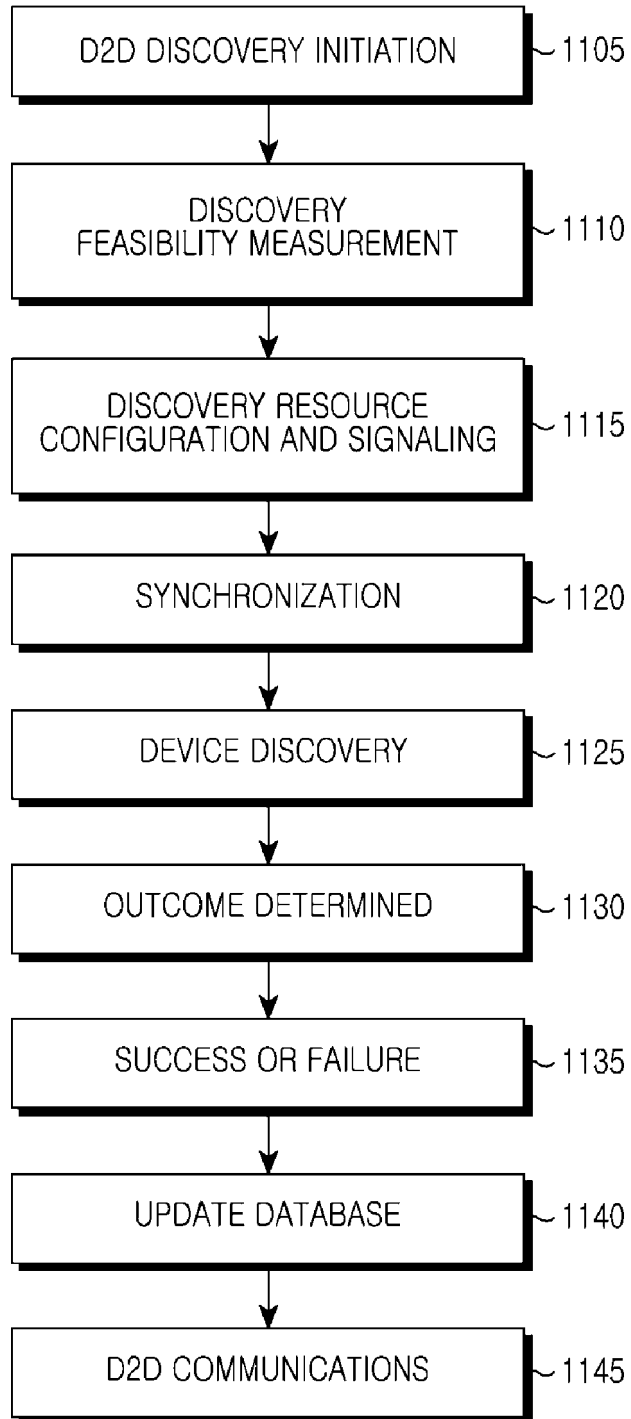 D2D DISCOVERY INITIATION
1105
DISCOVERY
FEASIBILITY MEASUREMENT
1110
DISCOVERY RESOURCE
CONFIGURATION AND SIGNALING
1115
SYNCHRONIZATION
1120
DEVICE DISCOVERY
1125
OUTCOME DETERMINED
1130
SUCCESS OR FAILURE
1135
UPDATE DATABASE
1140
D2D COMMUNICATIONS
1145